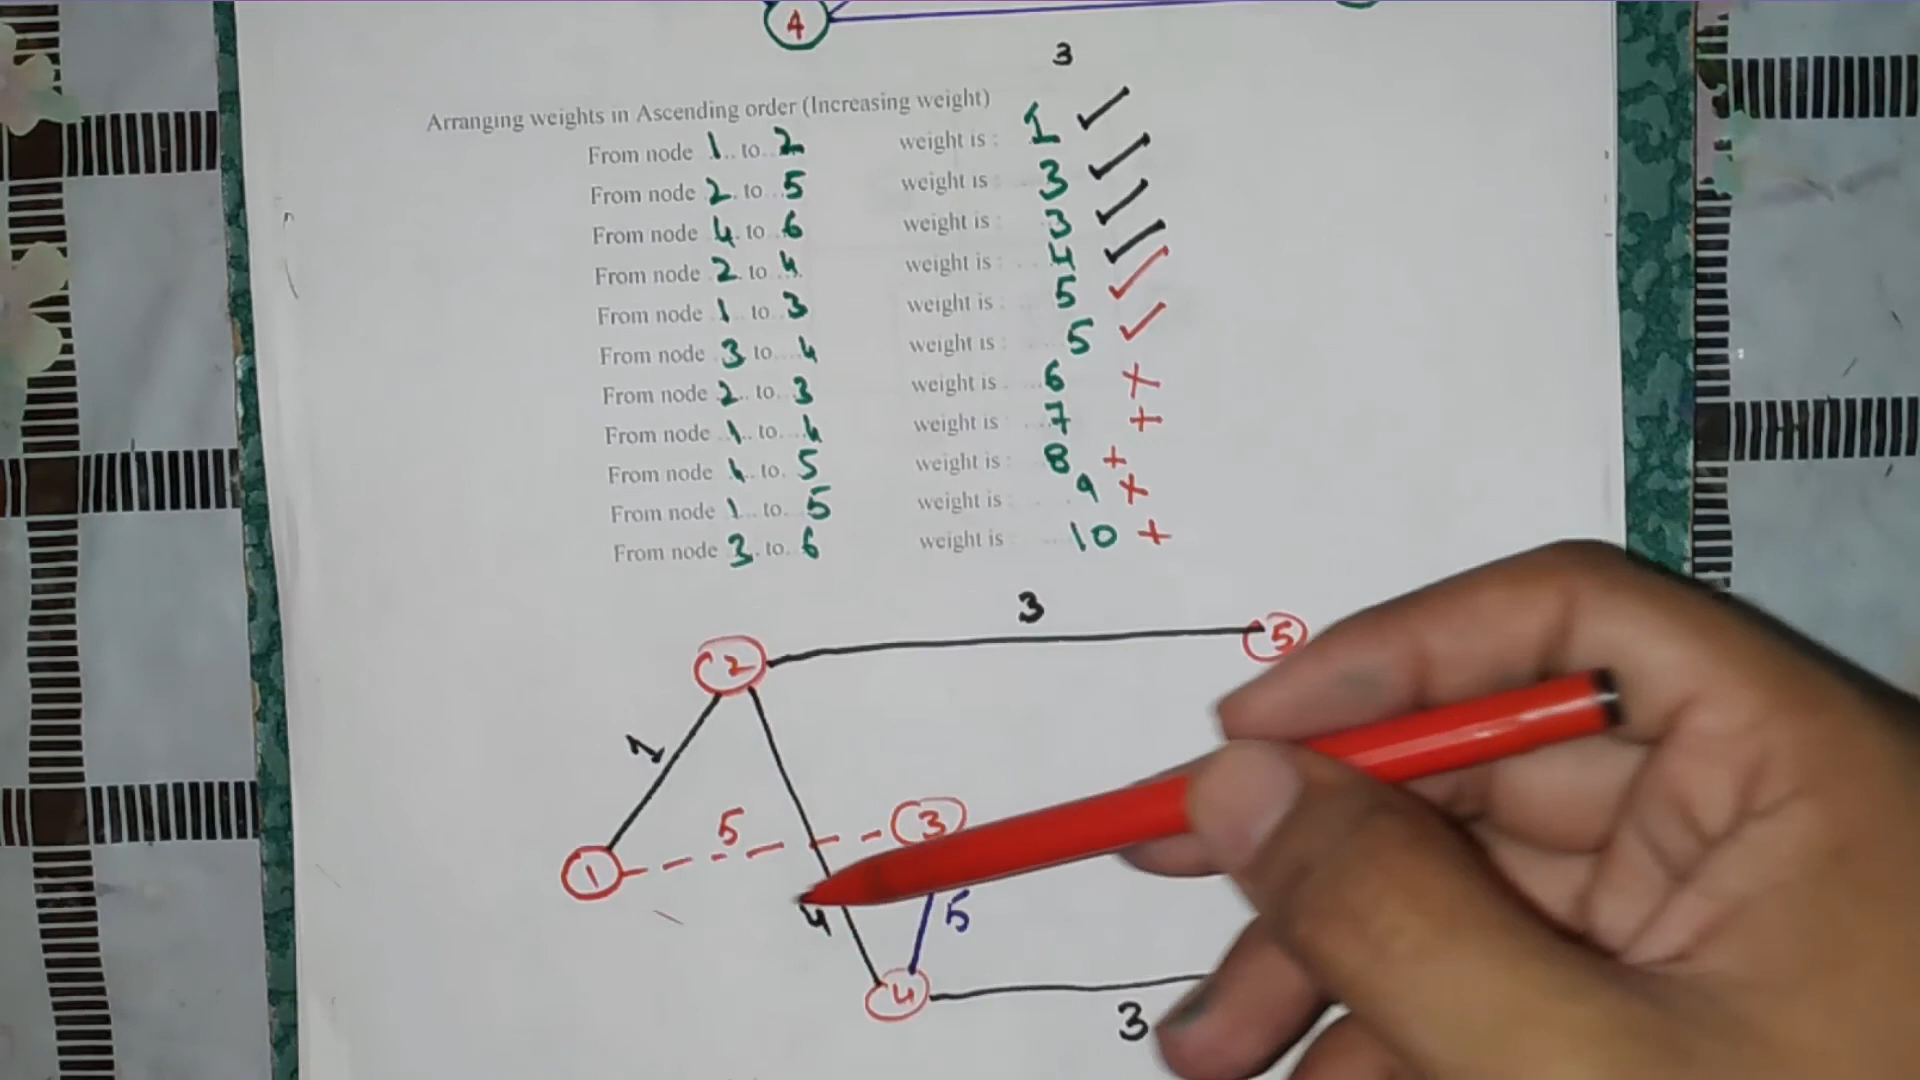 4
3
Arranging weights in Ascending order (Increasing weight)
From node 1 to 2 weight is : 1
From node 2 to 5 weight is 3
From node 4 to 6 weight is : 3
From node 2 to 4 weight is : 4
From node 1 to 3 weight is : 5
From node 3 to 4 weight is : 5
From node 2 to 3 weight is 6
From node 1 to 4 weight is 7
From node 4 to 5 weight is : 8
From node 1 to 5 weight is : 9
From node 3 to 6 weight is 10
3
2 5
1
5 3
1
4 5
4
3